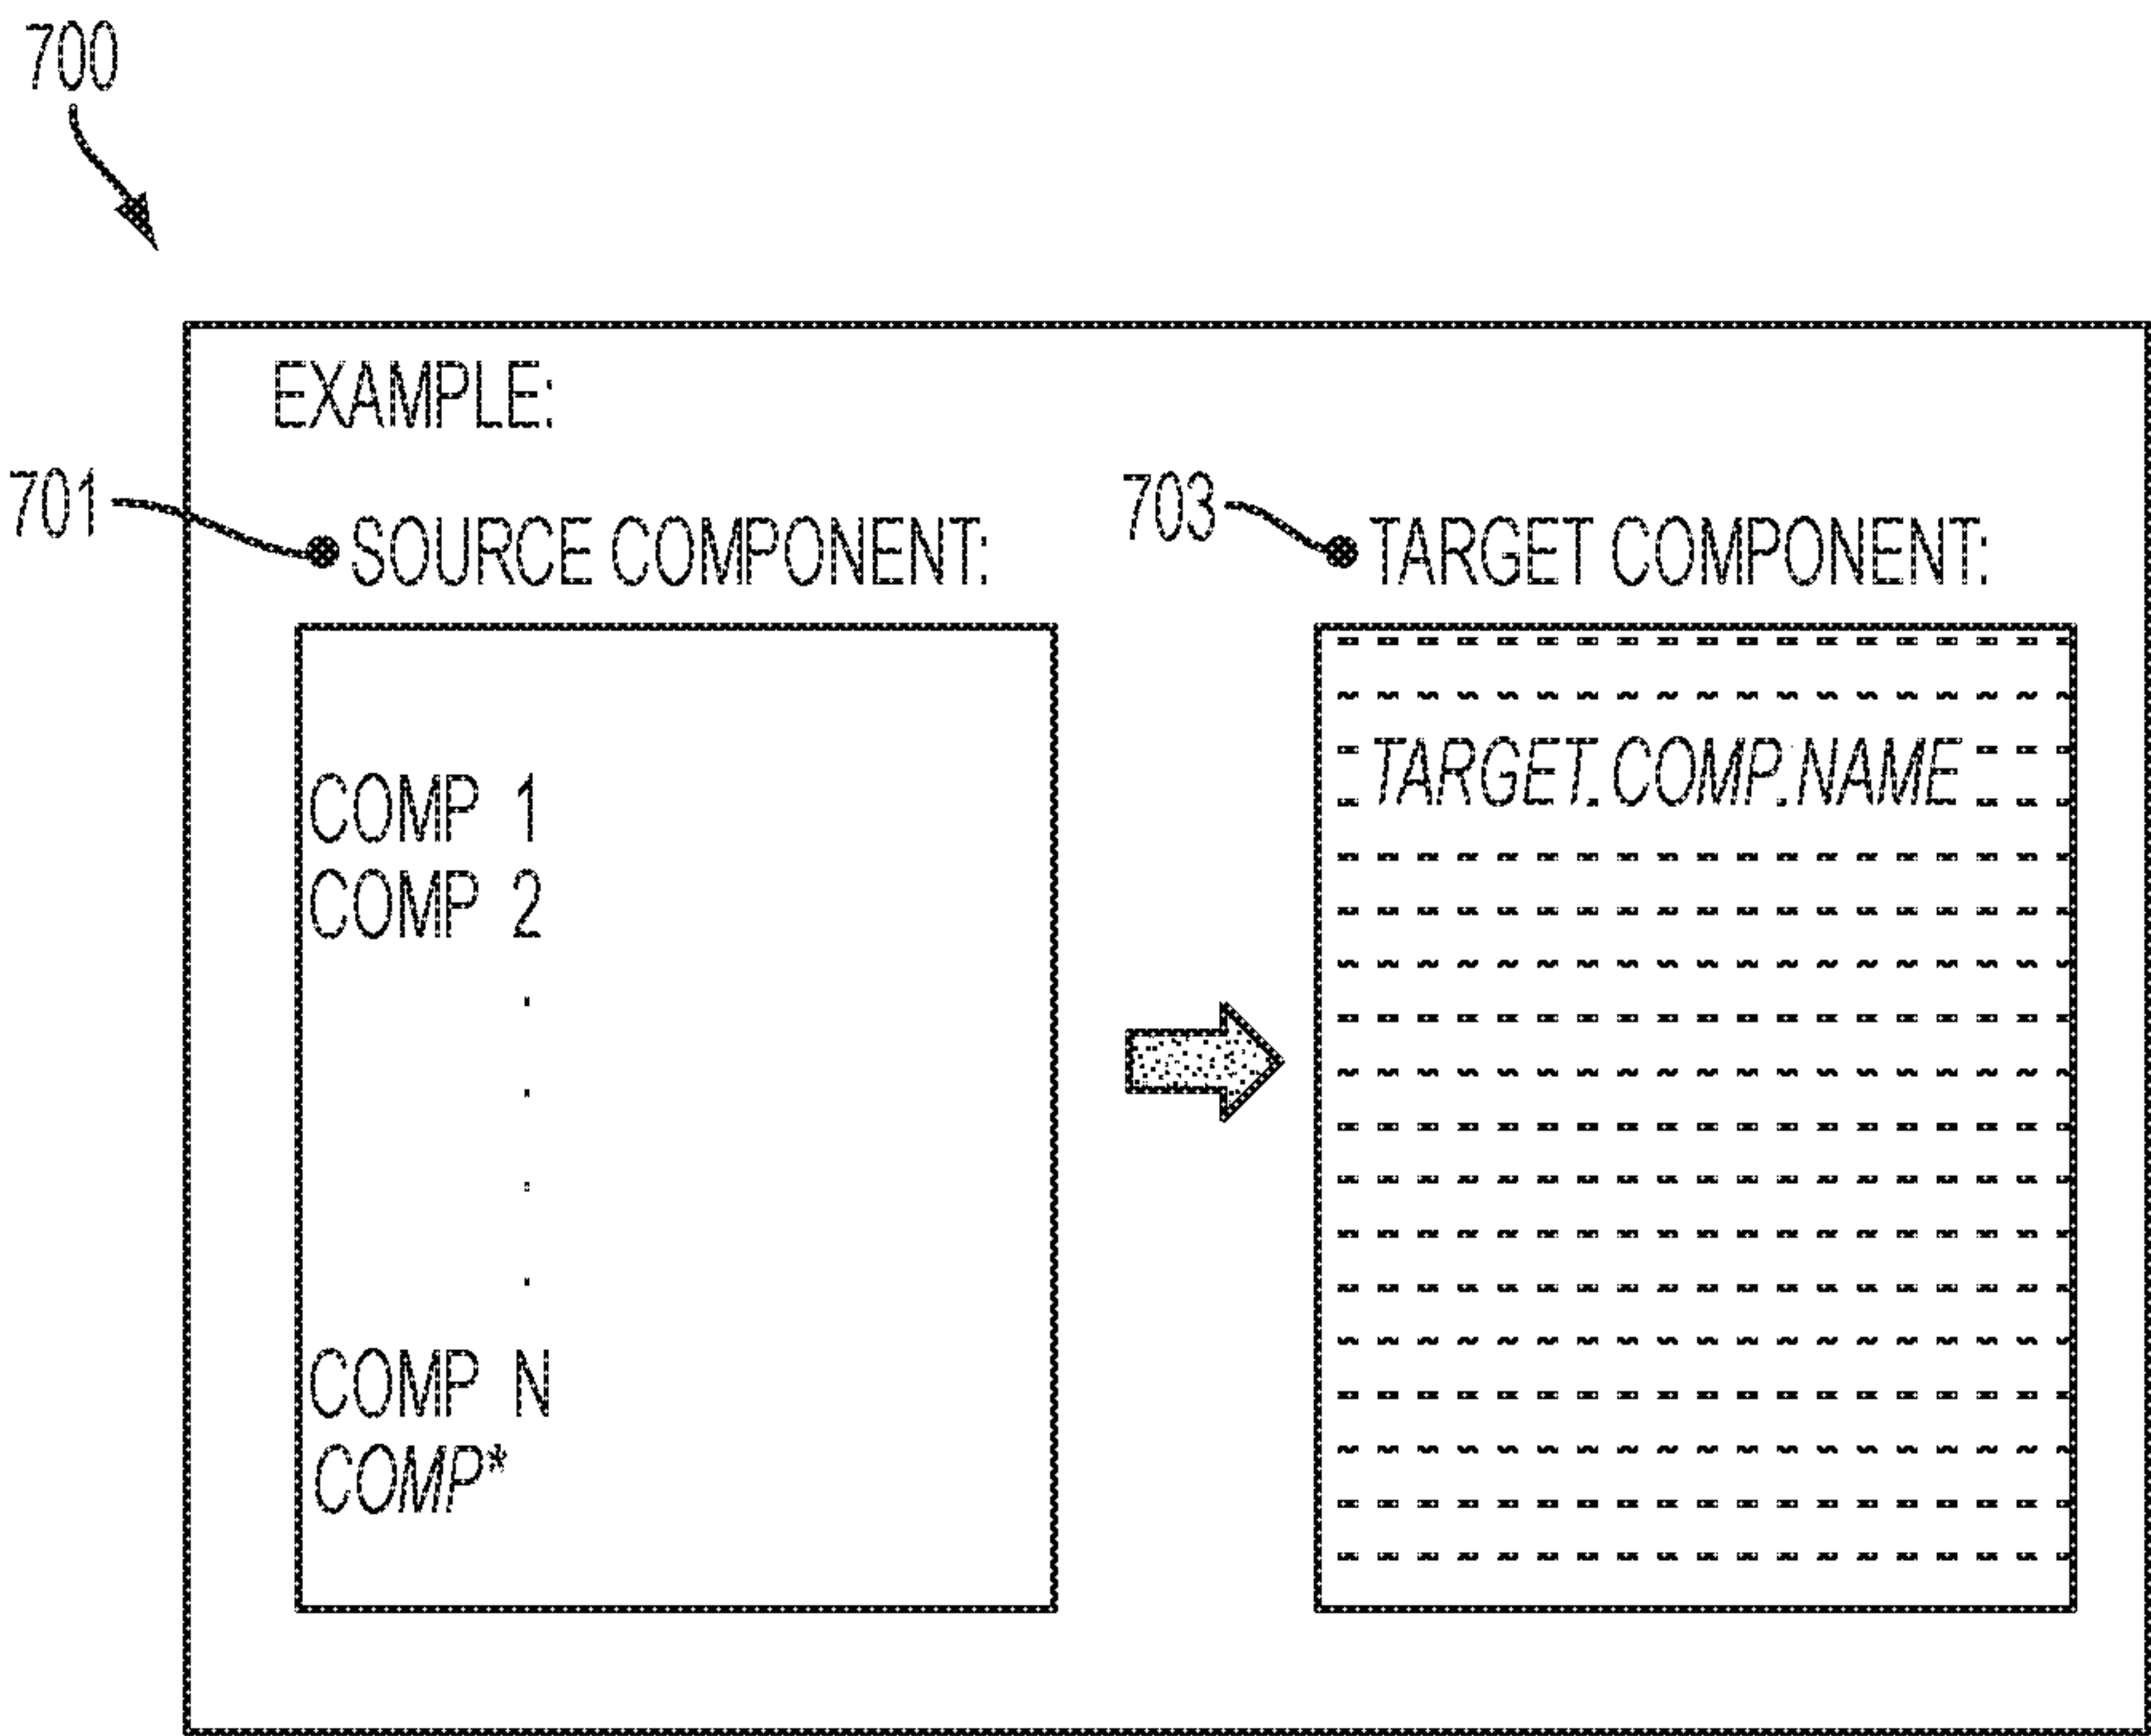 700
EXAMPLE:
701
• SOURCE COMPONENT:
COMP 1
COMP 2
.
.
.
.
COMP N
COMP*
703
• TARGET COMPONENT:
TARGET.COMP.NAME